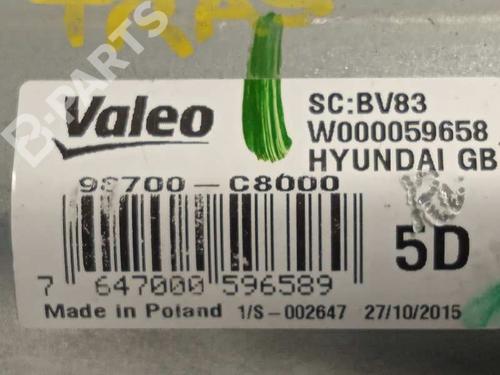 TRAS
B-PARTS
Valeo
SC:BV83
W000059658
HYUNDAI GB
98700-C8000
5D
7 647000 596589
Made in Poland 1/S-002647 27/10/2015